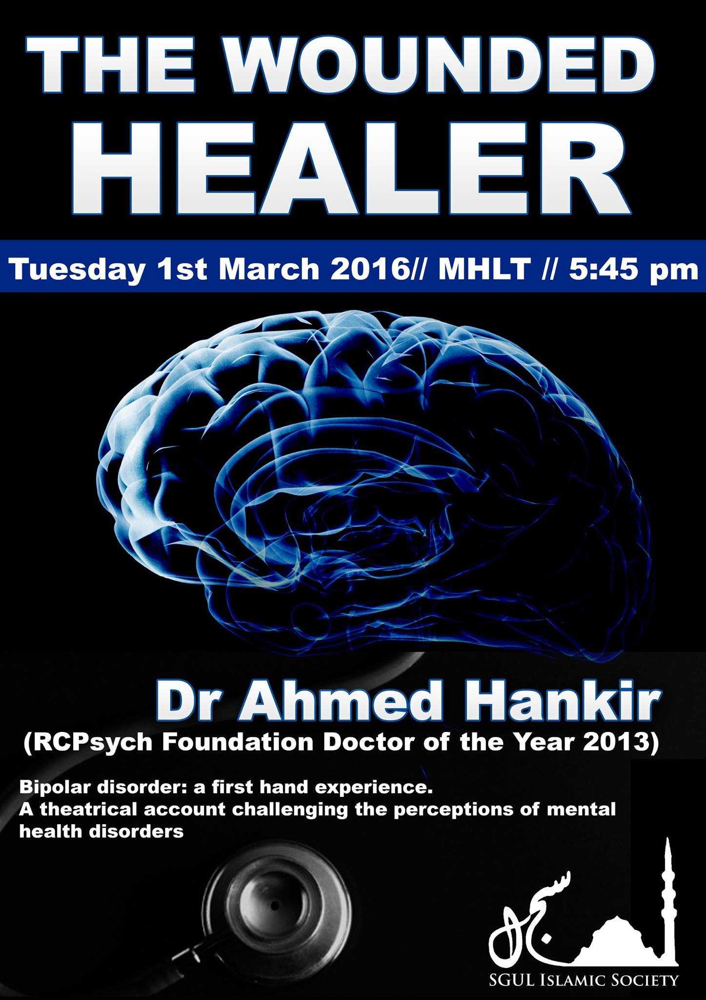 THE WOUNDED
HEALER
Tuesday 1st March 2016// MHLT // 5:45 pm
Dr Ahmed Hankir
(RCPsych Foundation Doctor of the Year 2013)
Bipolar disorder: a first hand experience.
A theatrical account challenging the perceptions of mental
health disorders
SGUL ISLAMIC SOCIETY